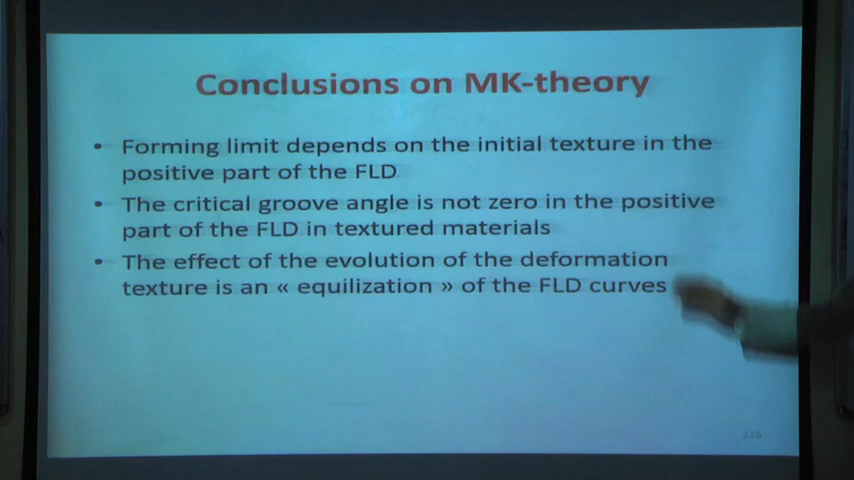 Conclusions on MK-theory
• Forming limit depends on the initial texture in the
positive part of the FLD
• The critical groove angle is not zero in the positive
part of the FLD in textured materials
• The effect of the evolution of the deformation
texture is an « equilization » of the FLD curves